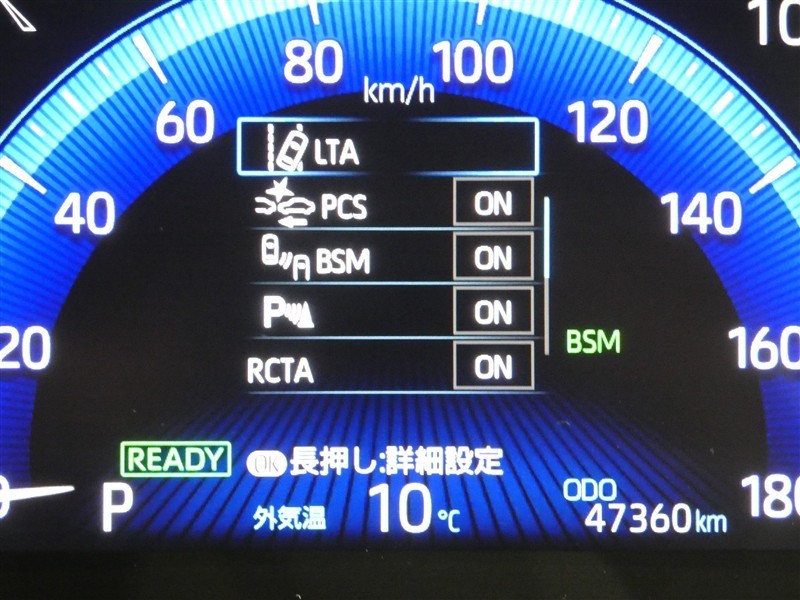 80 100
km/h
60 120
LTA
40 140
PCS ON
BSM ON
P ON
20 BSM 160
RCTA ON
READY OK 長押し:詳細設定
P 外気温 10℃ ODO 47360km 180